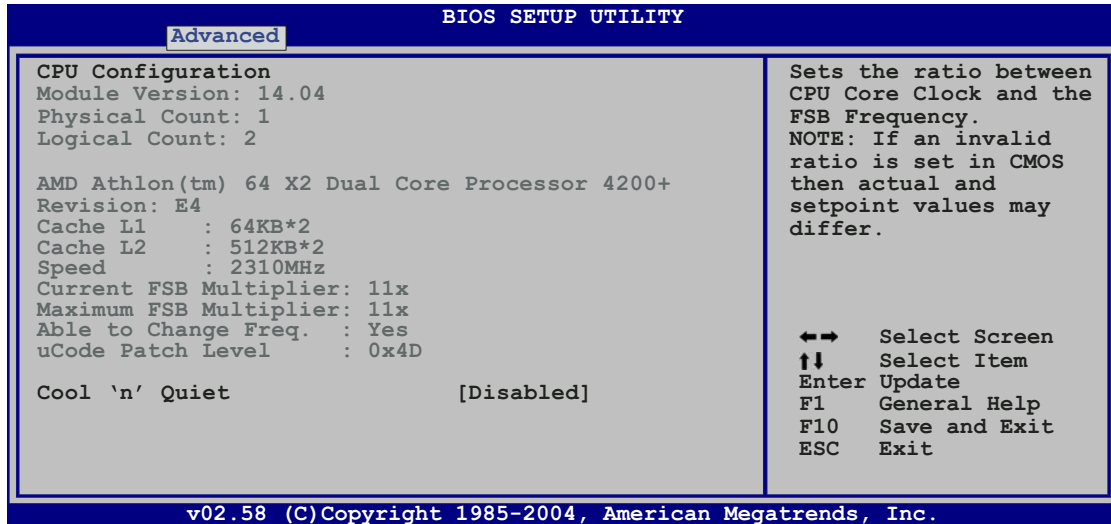 BIOS SETUP UTILITY
Advanced
CPU Configuration
Module Version: 14.04
Physical Count: 1
Logical Count: 2
AMD Athlon(tm) 64 X2 Dual Core Processor 4200+
Revision: E4
Cache L1 : 64KB*2
Cache L2 : 512KB*2
Speed : 2310MHz
Current FSB Multiplier: 11x
Maximum FSB Multiplier: 11x
Able to Change Freq. : Yes
uCode Patch Level : 0x4D
Cool ‘n’ Quiet [Disabled]
Sets the ratio between
CPU Core Clock and the
FSB Frequency.
NOTE: If an invalid
ratio is set in CMOS
then actual and
setpoint values may
differ.
←→ Select Screen
↑↓ Select Item
Enter Update
F1 General Help
F10 Save and Exit
ESC Exit
v02.58 (C)Copyright 1985-2004, American Megatrends, Inc.